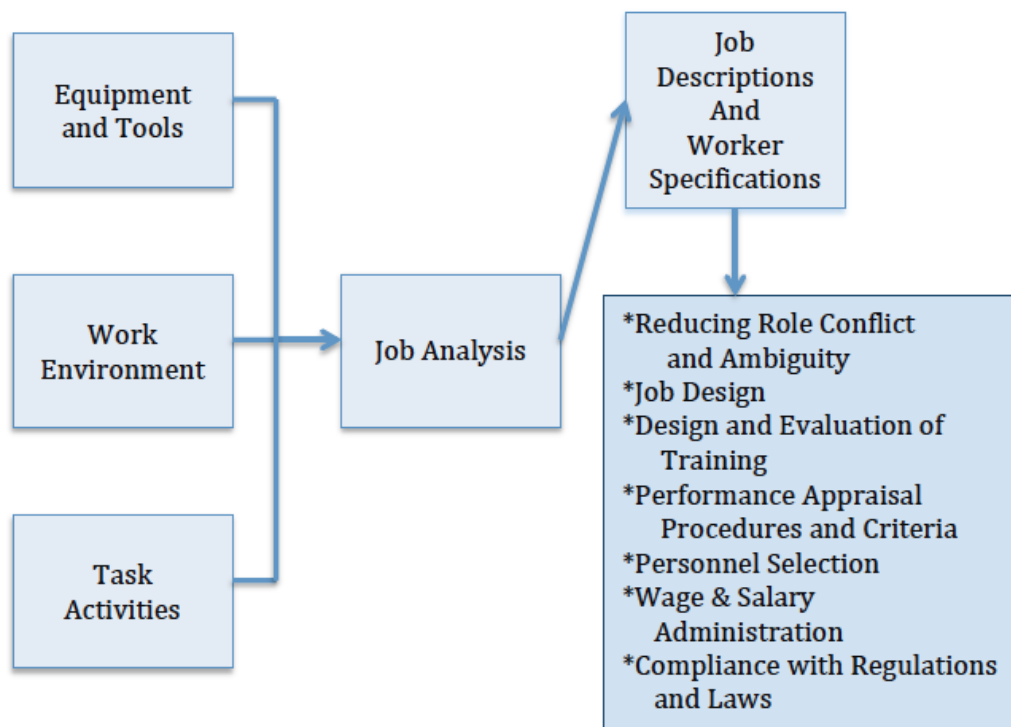 Equipment
and Tools
Work
Environment
Task
Activities
Job Analysis
Job
Descriptions
And
Worker
Specifications
*Reducing Role Conflict
and Ambiguity
*Job Design
*Design and Evaluation of
Training
*Performance Appraisal
Procedures and Criteria
*Personnel Selection
*Wage & Salary
Administration
*Compliance with Regulations
and Laws